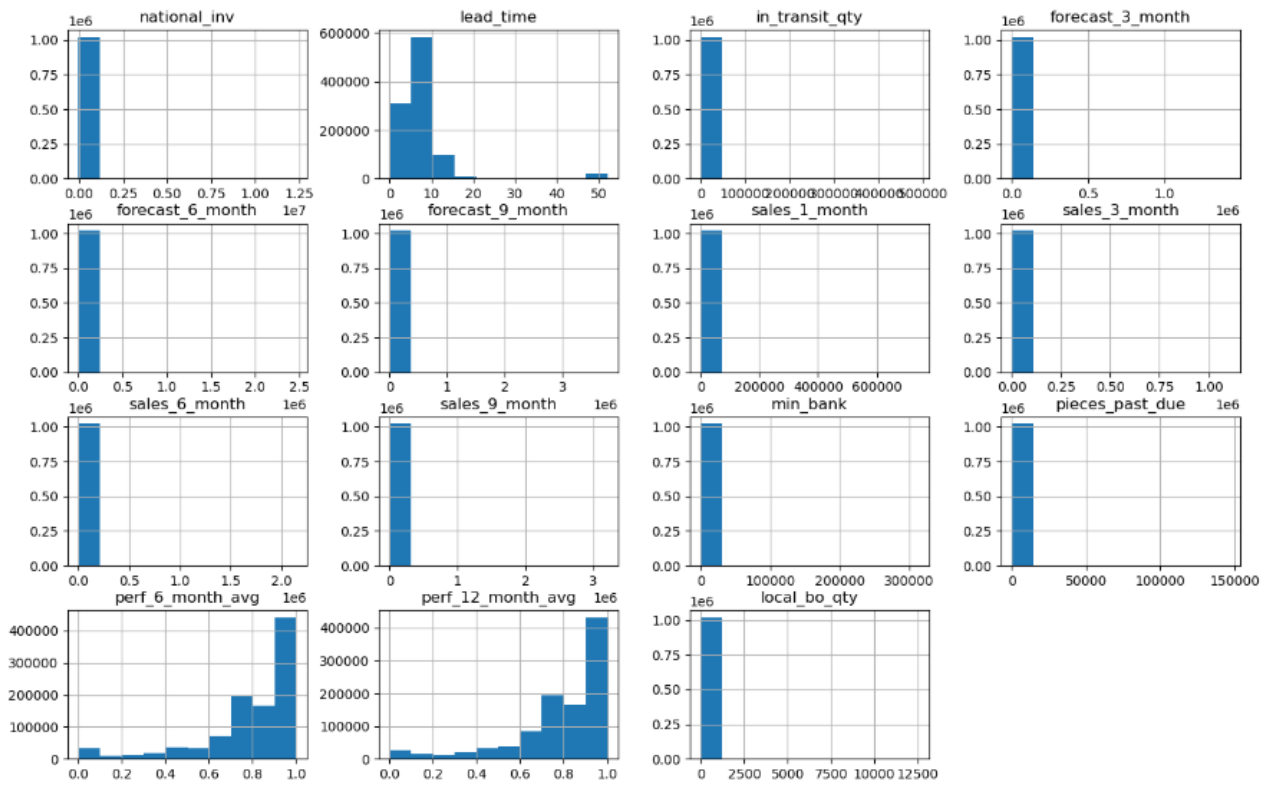 national_inv
lead_time
in_transit_qty
forecast_3_month
1e6
1.00
0.75
0.50
0.25
0.00
0.00 0.25 0.50 0.75 1.00 1.25
1e7
600000
400000
200000
0
0 10 20 30 40 50
1e6
1.00
0.75
0.50
0.25
0.00
0 100000 200000 300000 400000 500000
1e6
1.00
0.75
0.50
0.25
0.00
0.0 0.5 1.0
1e6
forecast_6_month
forecast_9_month
sales_1_month
sales_3_month
1e6
1.00
0.75
0.50
0.25
0.00
0.0 0.5 1.0 1.5 2.0 2.5
1e6
1e6
1.00
0.75
0.50
0.25
0.00
0 1 2 3
1e6
1e6
1.00
0.75
0.50
0.25
0.00
0 200000 400000 600000
1e6
1.00
0.75
0.50
0.25
0.00
0.00 0.25 0.50 0.75 1.00
1e6
sales_6_month
sales_9_month
min_bank
pieces_past_due
1e6
1.00
0.75
0.50
0.25
0.00
0.0 0.5 1.0 1.5 2.0
1e6
1e6
1.00
0.75
0.50
0.25
0.00
0 1 2 3
1e6
1e6
1.00
0.75
0.50
0.25
0.00
0 100000 200000 300000
1e6
1.00
0.75
0.50
0.25
0.00
0 50000 100000 150000
perf_6_month_avg
perf_12_month_avg
local_bo_qty
400000
300000
200000
100000
0
0.0 0.2 0.4 0.6 0.8 1.0
400000
300000
200000
100000
0
0.0 0.2 0.4 0.6 0.8 1.0
1e6
1.00
0.75
0.50
0.25
0.00
0 2500 5000 7500 10000 12500